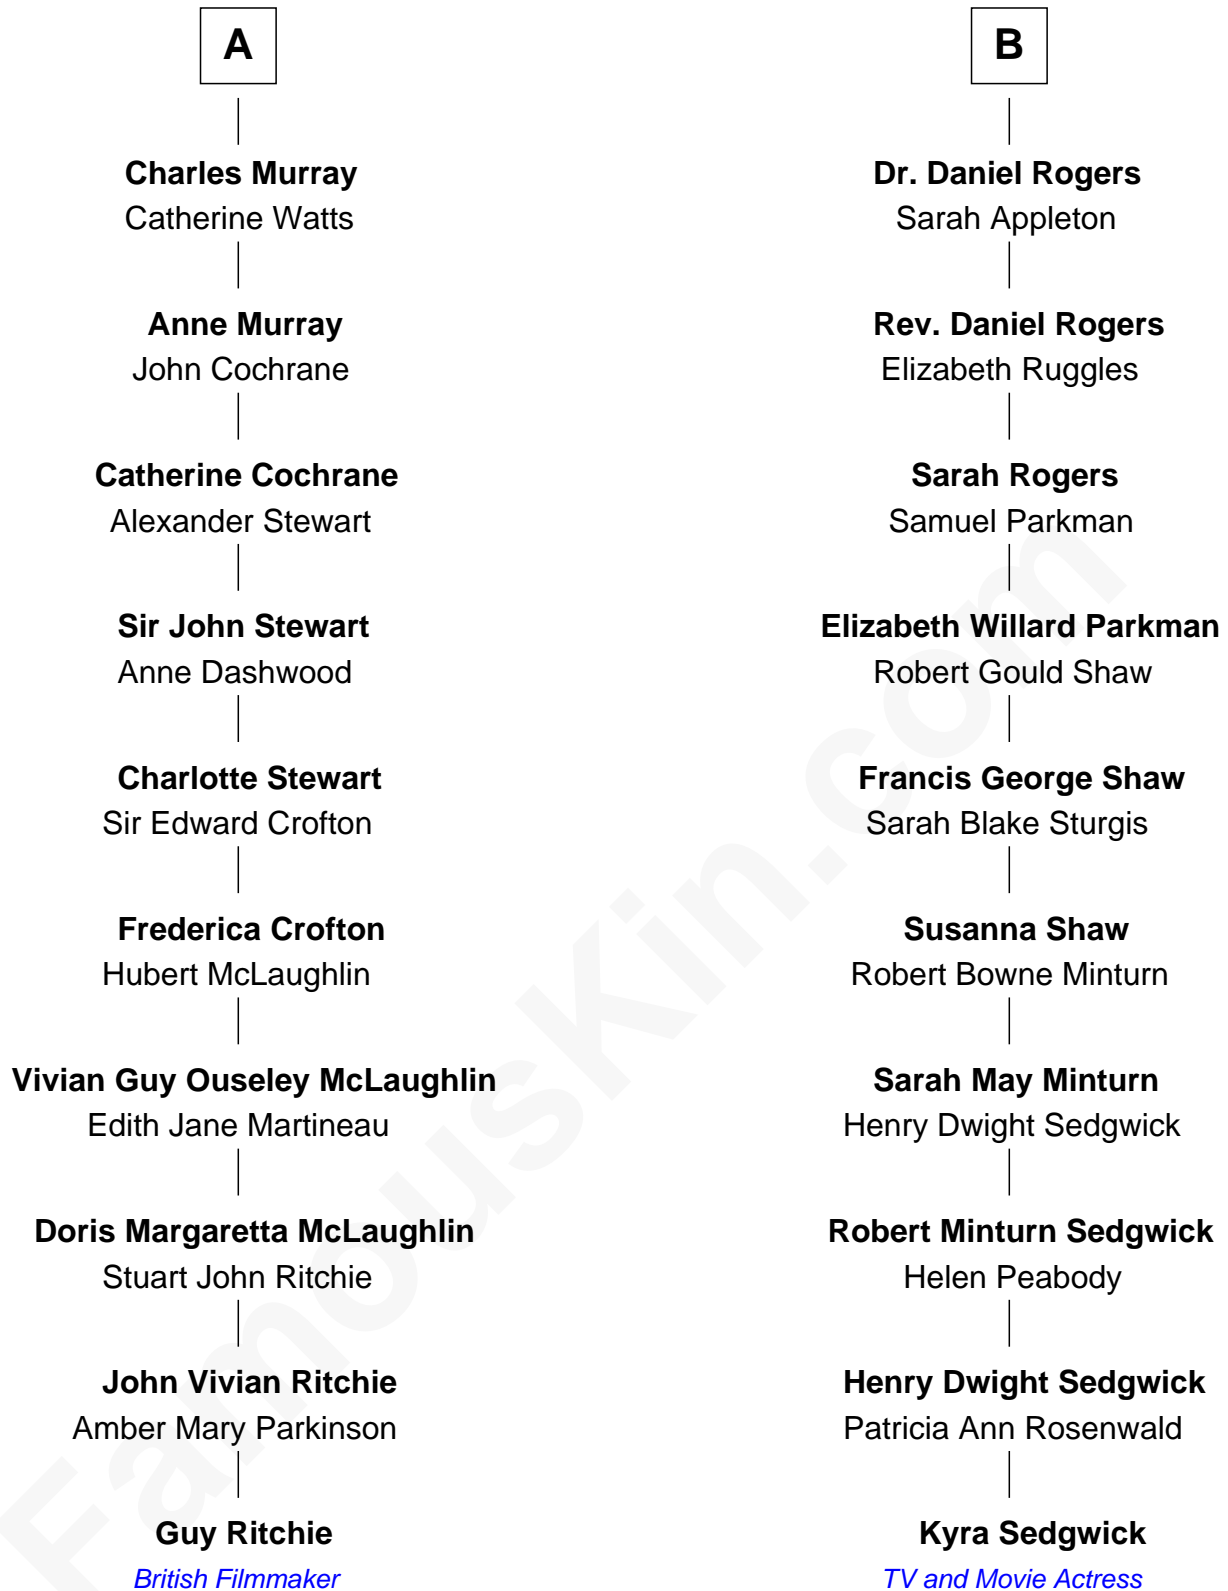 A
Charles Murray
Catherine Watts
Anne Murray
John Cochrane
Catherine Cochrane
Alexander Stewart
Sir John Stewart
Anne Dashwood
Charlotte Stewart
Sir Edward Crofton
Frederica Crofton
Hubert McLaughlin
Vivian Guy Ouseley McLaughlin
Edith Jane Martineau
Doris Margaretta McLaughlin
Stuart John Ritchie
John Vivian Ritchie
Amber Mary Parkinson
Guy Ritchie
British Filmmaker
B
Dr. Daniel Rogers
Sarah Appleton
Rev. Daniel Rogers
Elizabeth Ruggles
Sarah Rogers
Samuel Parkman
Elizabeth Willard Parkman
Robert Gould Shaw
Francis George Shaw
Sarah Blake Sturgis
Susanna Shaw
Robert Bowne Minturn
Sarah May Minturn
Henry Dwight Sedgwick
Robert Minturn Sedgwick
Helen Peabody
Henry Dwight Sedgwick
Patricia Ann Rosenwald
Kyra Sedgwick
TV and Movie Actress
FamousKin.com